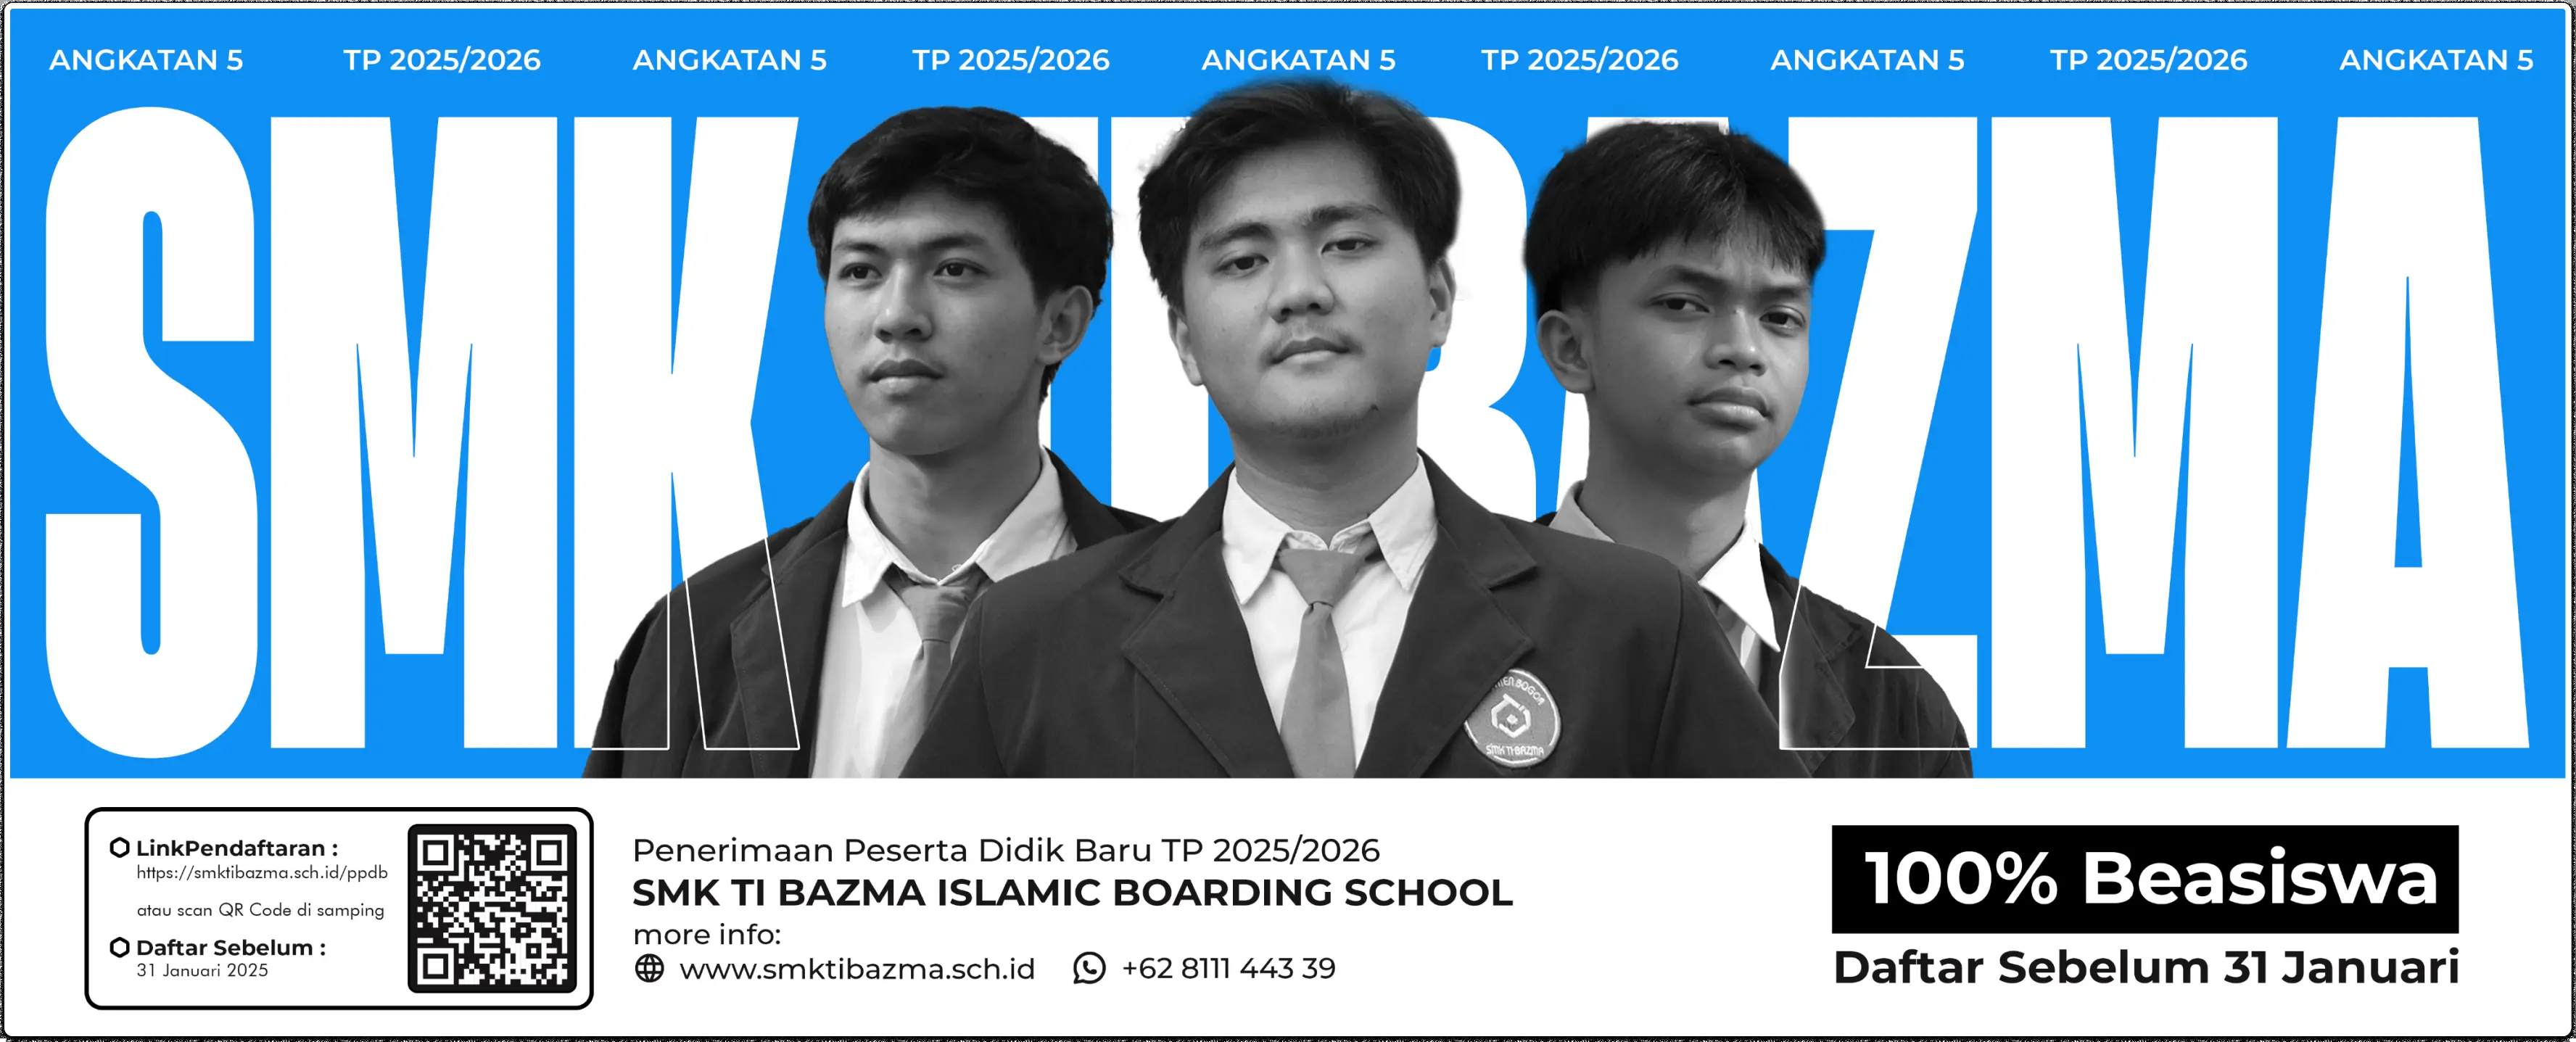 ANGKATAN 5 TP 2025/2026 ANGKATAN 5 TP 2025/2026 ANGKATAN 5 TP 2025/2026 ANGKATAN 5 TP 2025/2026 ANGKATAN 5
SMK TI BAZMA
SMK TI BAZMA
LinkPendaftaran :
https://smktibazma.sch.id/ppdb
atau scan QR Code di samping
Daftar Sebelum :
31 Januari 2025
Penerimaan Peserta Didik Baru TP 2025/2026
SMK TI BAZMA ISLAMIC BOARDING SCHOOL
more info:
www.smktibazma.sch.id +62 8111 443 39
100% Beasiswa
Daftar Sebelum 31 Januari